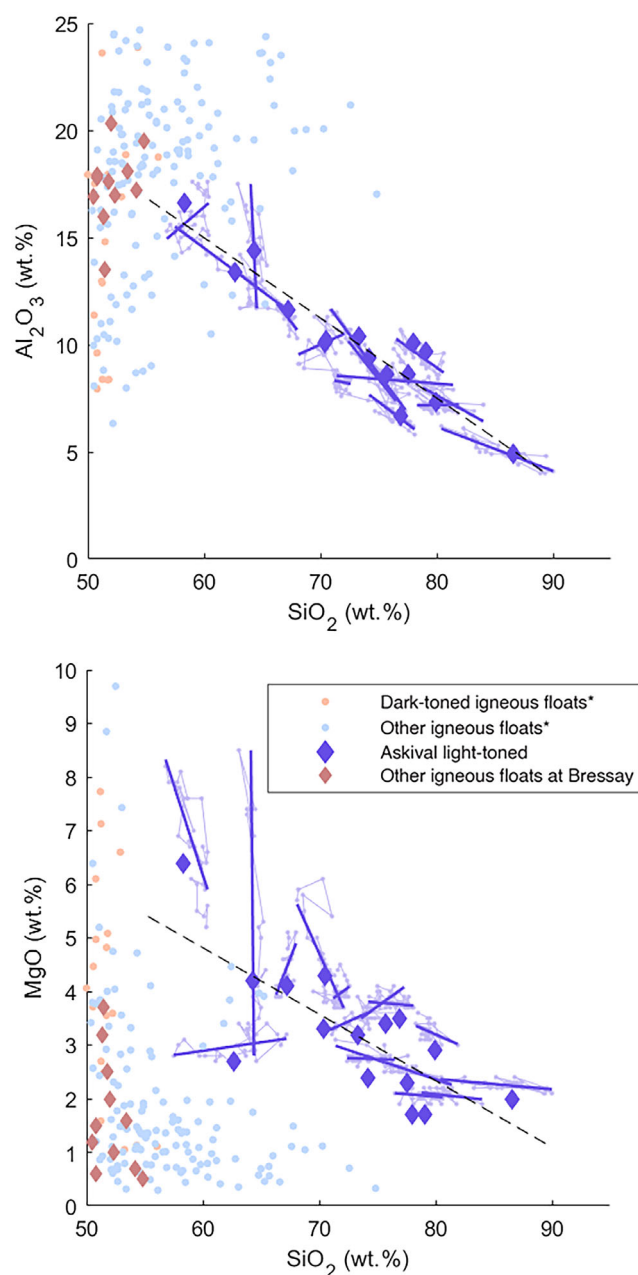 25
20
15
10
5
0
Al2O3 (wt.%)
50 60 70 80 90
SiO2 (wt.%)
10
9
8
7
6
5
4
3
2
1
0
MgO (wt.%)
Dark-toned igneous floats*
Other igneous floats*
Askival light-toned
Other igneous floats at Bressay
50 60 70 80 90
SiO2 (wt.%)